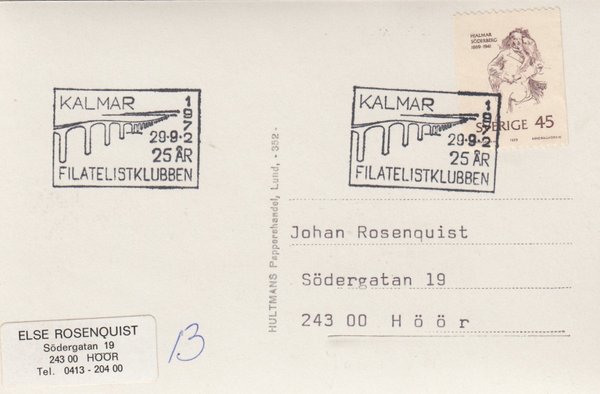 HJALMAR
SÖDERBERG
1869-1941
SVERIGE 45
KALMAR
1972
29-9-2
25 ÅR
FILATELISTKLUBBEN
KALMAR
1972
29-9-2
25 ÅR
FILATELISTKLUBBEN
HULTMANS Pappershandel, Lund, - 352 -
Johan Rosenquist
Södergatan 19
243 00 Höör
ELSE ROSENQUIST
Södergatan 19
243 00 HÖÖR
Tel. 0413 - 204 00
B